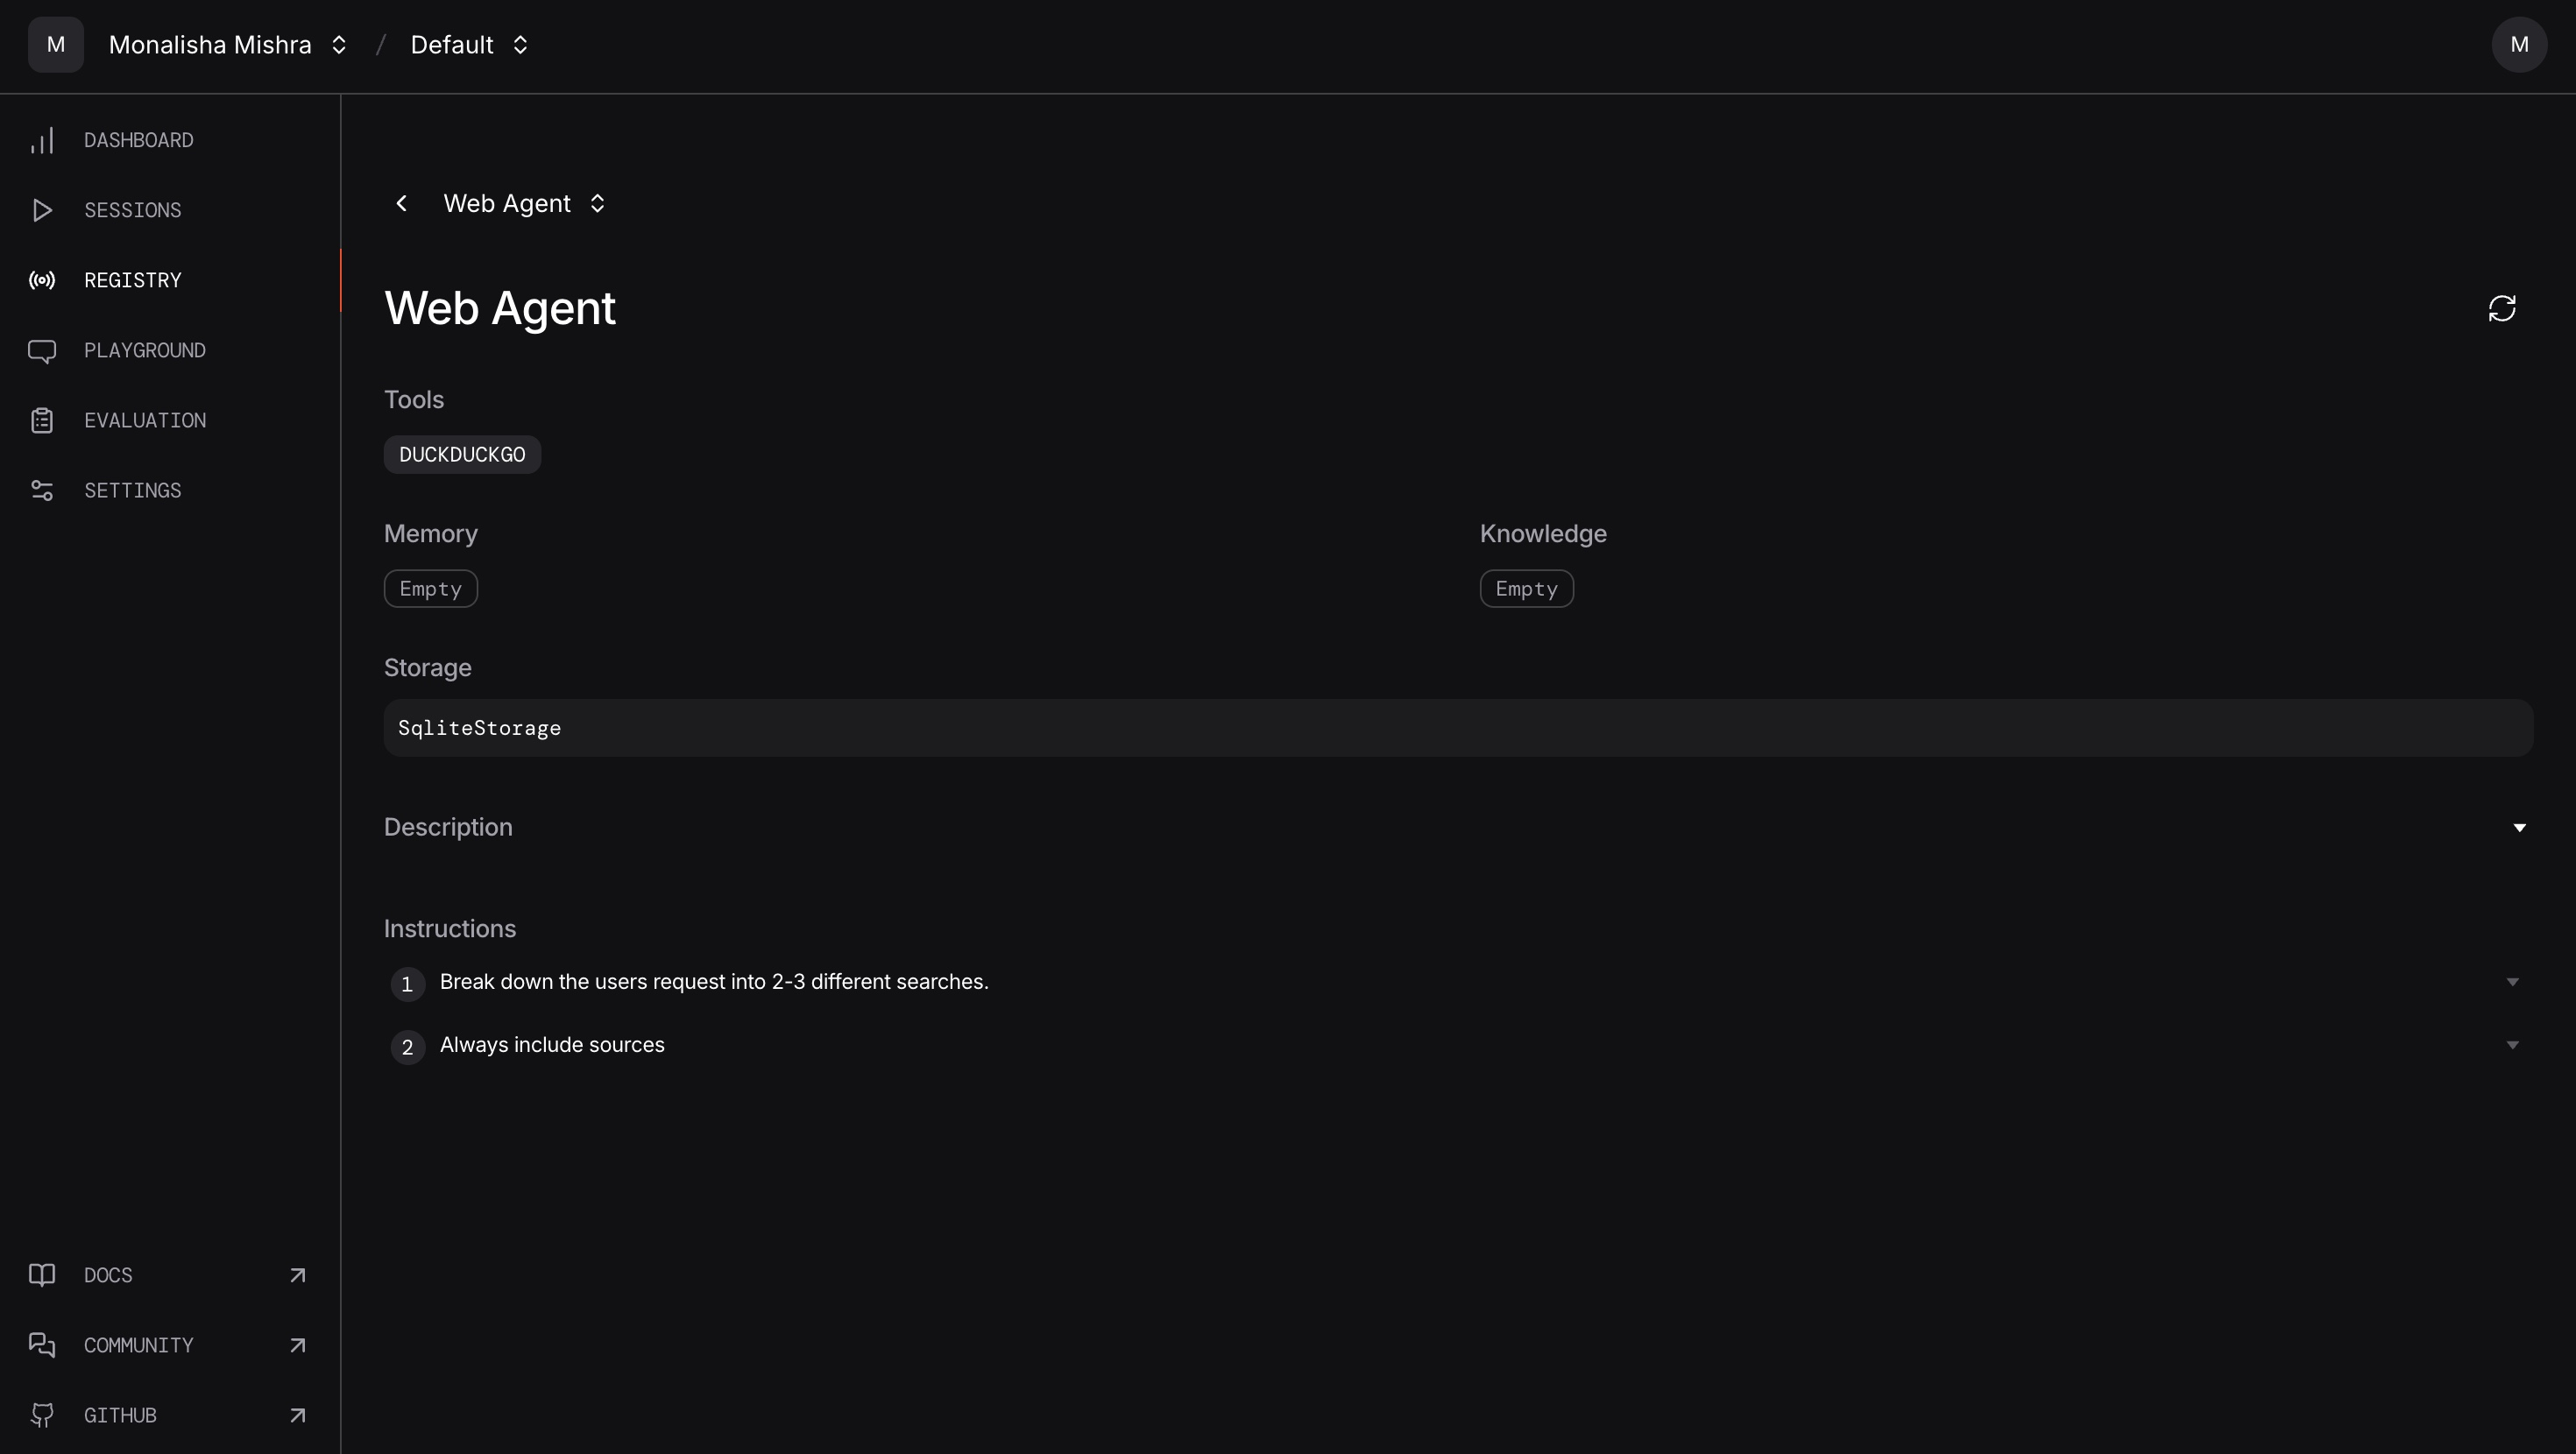 M Monalisha Mishra / Default M
DASHBOARD
SESSIONS
REGISTRY
PLAYGROUND
EVALUATION
SETTINGS
DOCS
COMMUNITY
GITHUB
Web Agent
Web Agent
Tools
DUCKDUCKGO
Memory Knowledge
Empty Empty
Storage
SqliteStorage
Description
Instructions
1 Break down the users request into 2-3 different searches.
2 Always include sources